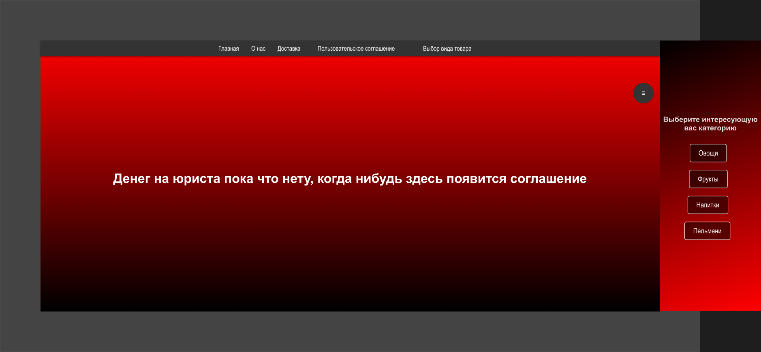 Главная О нас Доставка Пользовательское соглашение Выбор вида товара
Денег на юриста пока что нету, когда нибудь здесь появится соглашение
Выберите интересующую
вас категорию
Овощи
Фрукты
Напитки
Пельмени